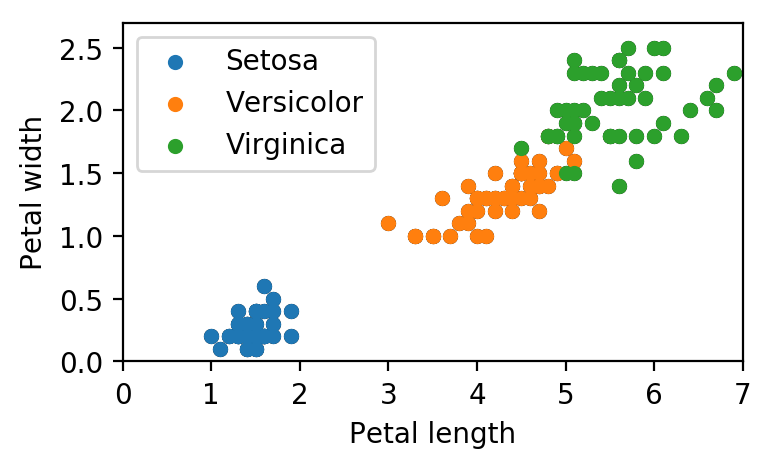 Setosa
Versicolor
Virginica
Petal width
2.5
2.0
1.5
1.0
0.5
0.0
0 1 2 3 4 5 6 7
Petal length